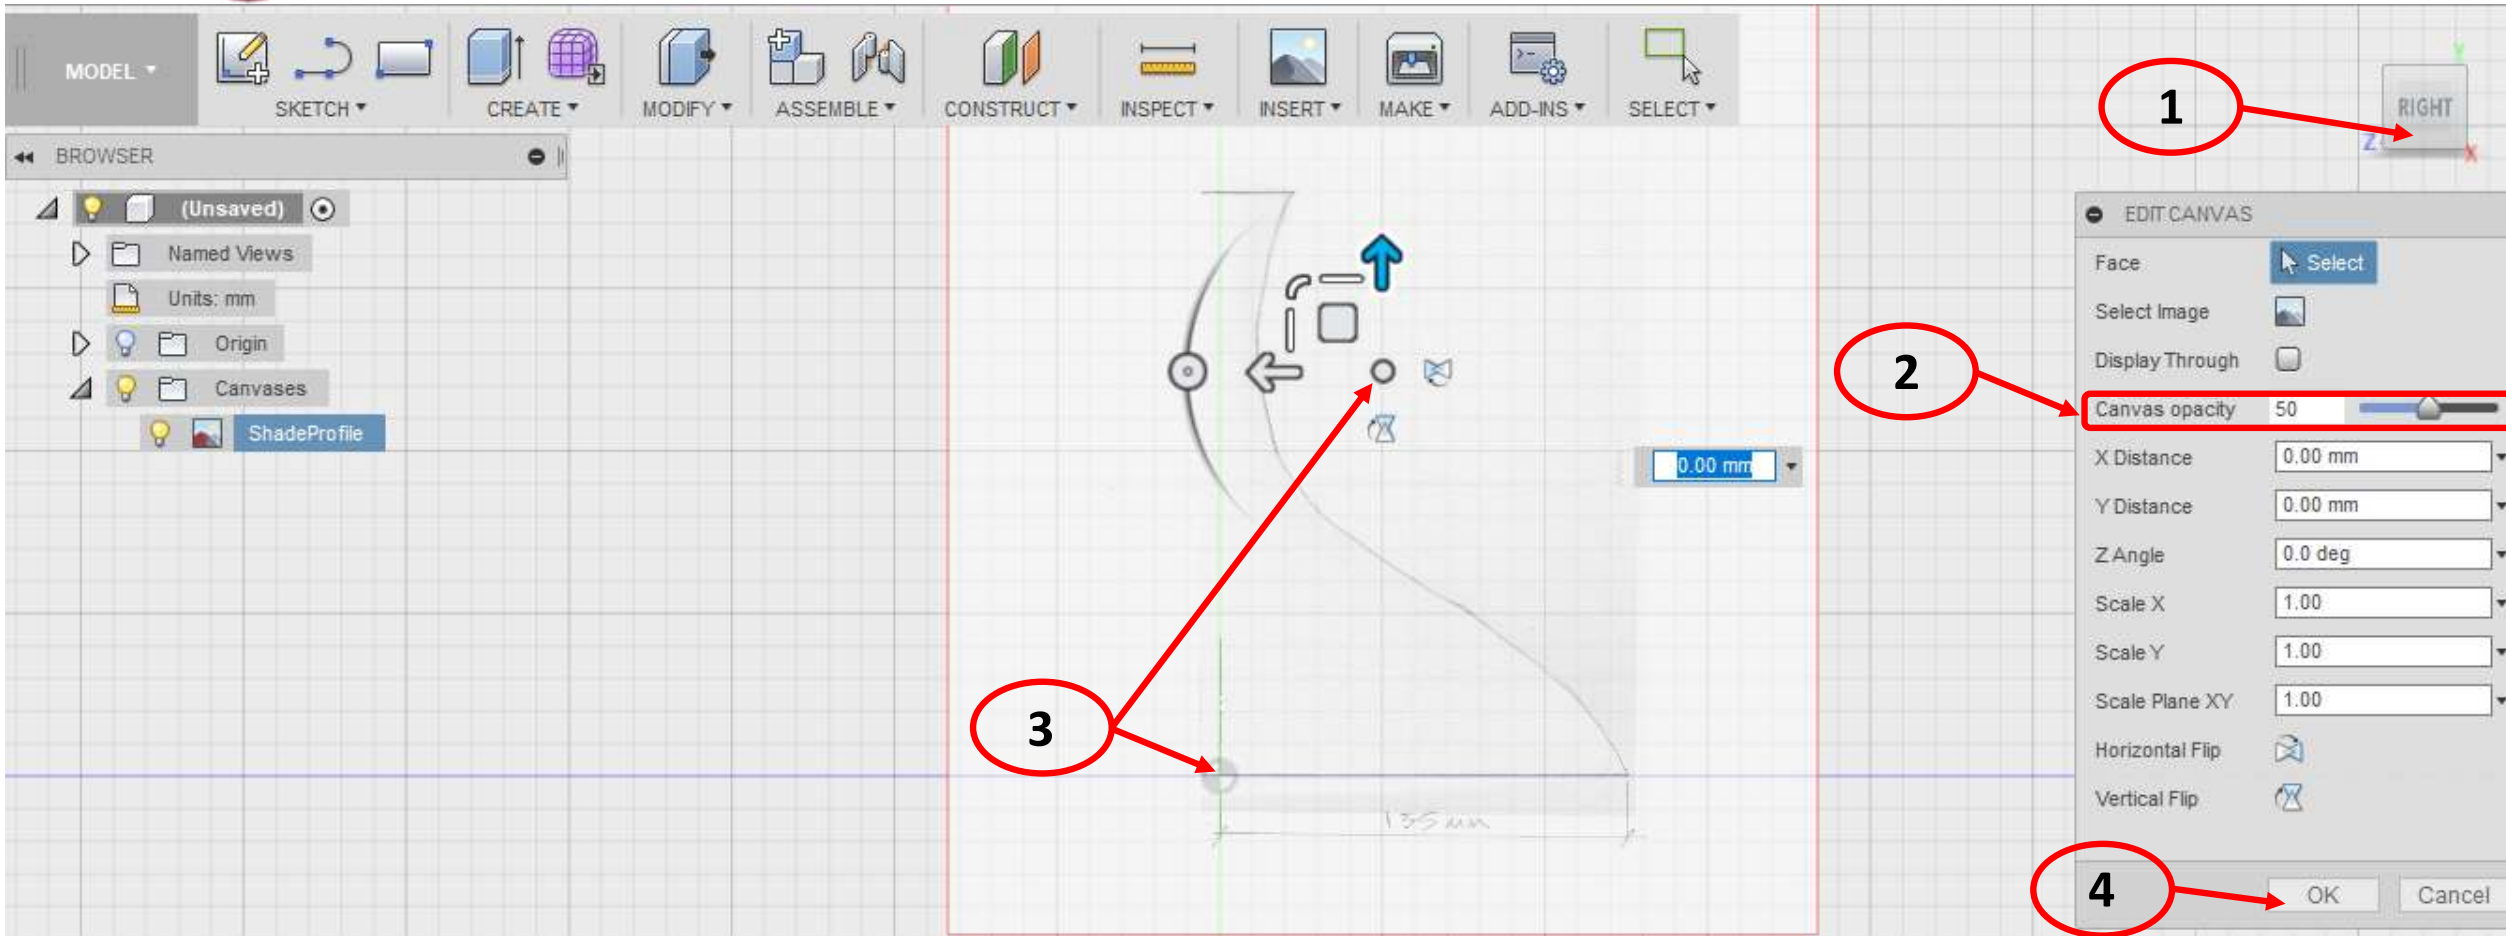 MODEL
SKETCH
CREATE
MODIFY
ASSEMBLE
CONSTRUCT
INSPECT
INSERT
MAKE
ADD-INS
SELECT
Y
RIGHT
Z
X
1
BROWSER
(Unsaved)
Named Views
Units: mm
Origin
Canvases
ShadeProfile
EDIT CANVAS
Face Select
Select Image
Display Through
2
Canvas opacity 50
0.00 mm
X Distance 0.00 mm
Y Distance 0.00 mm
Z Angle 0.0 deg
Scale X 1.00
Scale Y 1.00
Scale Plane XY 1.00
3
Horizontal Flip
Vertical Flip
135 mm
4
OK Cancel